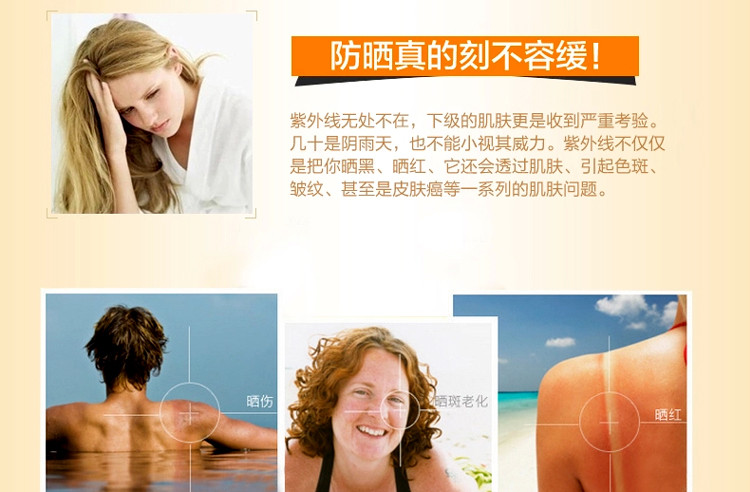 防晒真的刻不容缓！
紫外线无处不在，下级的肌肤更是收到严重考验。
几十是阴雨天，也不能小视其威力。紫外线不仅仅
是把你晒黑、晒红、它还会透过肌肤、引起色斑、
皱纹、甚至是皮肤癌等一系列的肌肤问题。
晒伤
晒斑老化
晒红